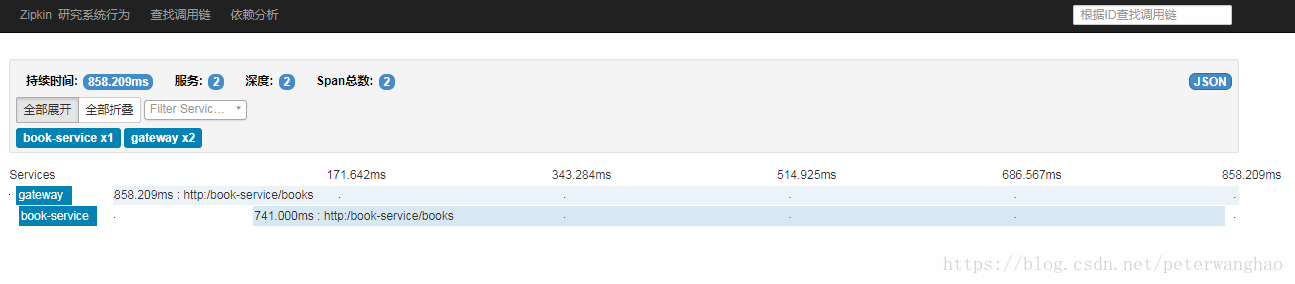 Zipkin 研究系统行为 查找调用链 依赖分析 根据ID查找调用链
持续时间: 858.209ms 服务: 2 深度: 2 Span总数: 2 JSON
全部展开 全部折叠 Filter Servic…
book-service x1 gateway x2
Services 171.642ms 343.284ms 514.925ms 686.567ms 858.209ms
gateway 858.209ms : http:/book-service/books
book-service 741.000ms : http:/book-service/books
https://blog.csdn.net/peterwanghao